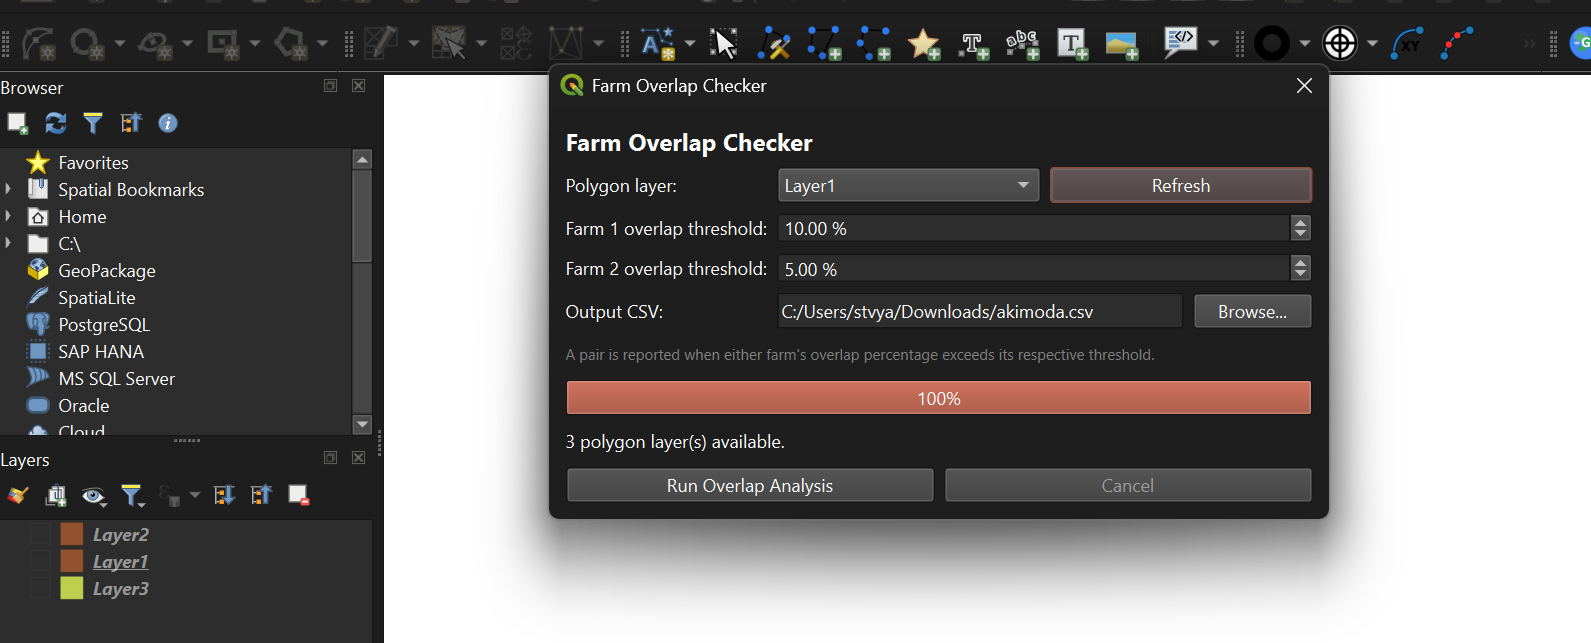 Farm Overlap Checker
Browser
Favorites
Spatial Bookmarks
Home
C:\
GeoPackage
SpatiaLite
PostgreSQL
SAP HANA
MS SQL Server
Oracle
Cloud
Layers
Layer2
Layer1
Layer3
Farm Overlap Checker
Polygon layer: Layer1 Refresh
Farm 1 overlap threshold: 10.00 %
Farm 2 overlap threshold: 5.00 %
Output CSV: C:/Users/stvya/Downloads/akimoda.csv Browse...
A pair is reported when either farm's overlap percentage exceeds its respective threshold.
100%
3 polygon layer(s) available.
Run Overlap Analysis Cancel